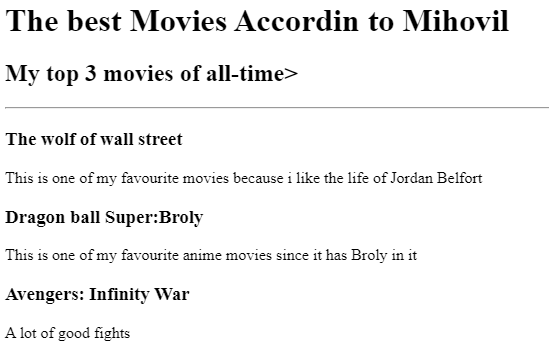 The best Movies Accordin to Mihovil
My top 3 movies of all-time>
The wolf of wall street
This is one of my favourite movies because i like the life of Jordan Belfort
Dragon ball Super:Broly
This is one of my favourite anime movies since it has Broly in it
Avengers: Infinity War
A lot of good fights